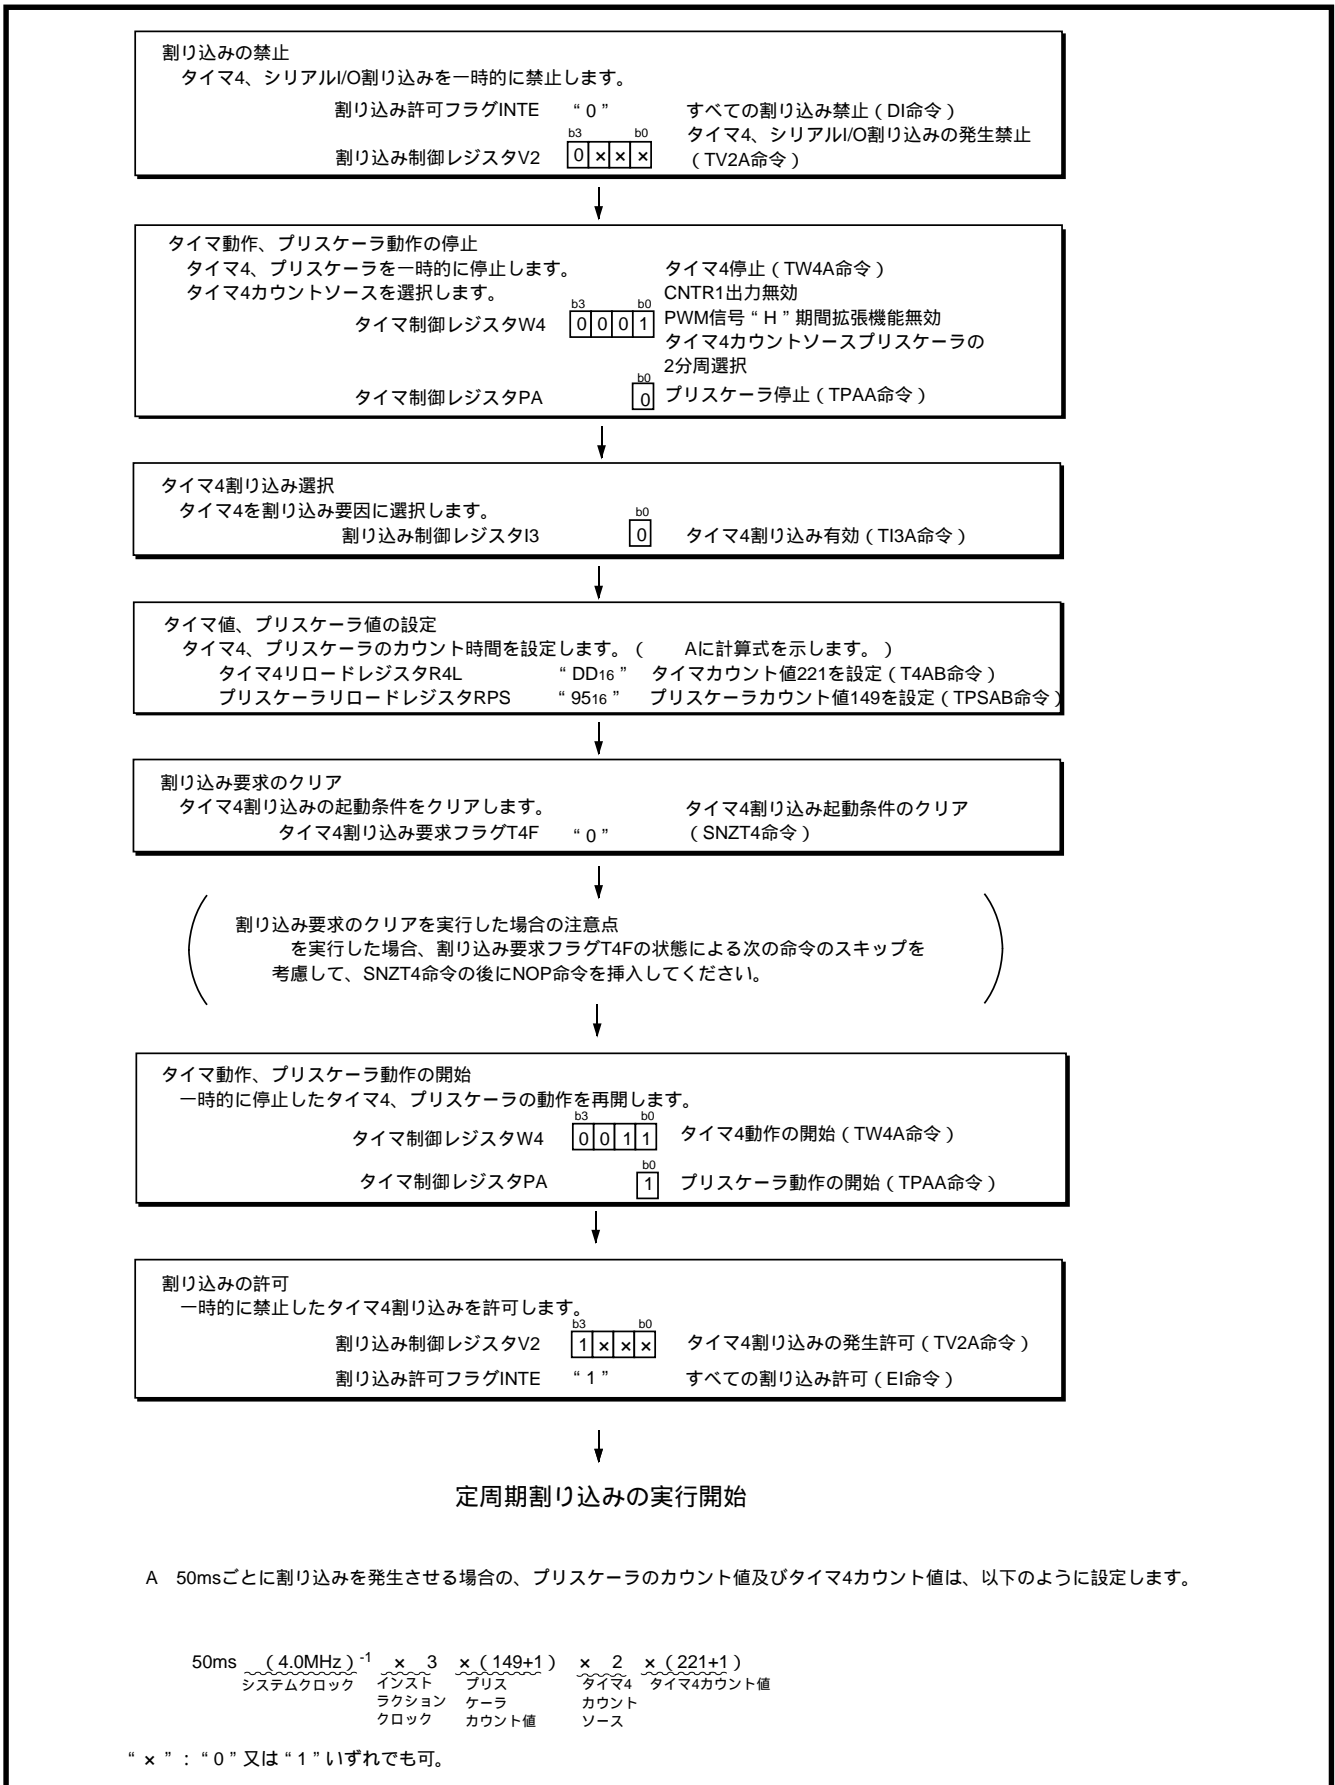 割り込みの禁止
タイマ4、シリアルI/O割り込みを一時的に禁止します。
割り込み許可フラグINTE “ 0 ” すべての割り込み禁止（DI命令）
b3 b0 タイマ4、シリアルI/O割り込みの発生禁止
割り込み制御レジスタV2 0 × × × （TV2A命令）
タイマ動作、プリスケーラ動作の停止
タイマ4、プリスケーラを一時的に停止します。 タイマ4停止（TW4A命令）
タイマ4カウントソースを選択します。 CNTR1出力無効
b3 b0
タイマ制御レジスタW4 0 0 0 1 PWM信号“ H ”期間拡張機能無効
タイマ4カウントソースプリスケーラの
2分周選択
b0
タイマ制御レジスタPA 0 プリスケーラ停止（TPAA命令）
タイマ4割り込み選択
タイマ4を割り込み要因に選択します。
b0
割り込み制御レジスタI3 0 タイマ4割り込み有効（TI3A命令）
タイマ値、プリスケーラ値の設定
タイマ4、プリスケーラのカウント時間を設定します。（ Aに計算式を示します。）
タイマ4リロードレジスタR4L “ DD16 ” タイマカウント値221を設定（T4AB命令）
プリスケーラリロードレジスタRPS “ 9516 ” プリスケーラカウント値149を設定（TPSAB命令）
割り込み要求のクリア
タイマ4割り込みの起動条件をクリアします。 タイマ4割り込み起動条件のクリア
タイマ4割り込み要求フラグT4F “ 0 ” （SNZT4命令）
割り込み要求のクリアを実行した場合の注意点
を実行した場合、割り込み要求フラグT4Fの状態による次の命令のスキップを
考慮して、SNZT4命令の後にNOP命令を挿入してください。
タイマ動作、プリスケーラ動作の開始
一時的に停止したタイマ4、プリスケーラの動作を再開します。
b3 b0
タイマ制御レジスタW4 0 0 1 1 タイマ4動作の開始（TW4A命令）
b0
タイマ制御レジスタPA 1 プリスケーラ動作の開始（TPAA命令）
割り込みの許可
一時的に禁止したタイマ4割り込みを許可します。
b3 b0
割り込み制御レジスタV2 1 × × × タイマ4割り込みの発生許可（TV2A命令）
割り込み許可フラグINTE “ 1 ” すべての割り込み許可（EI命令）
定周期割り込みの実行開始
A 50msごとに割り込みを発生させる場合の、プリスケーラのカウント値及びタイマ4カウント値は、以下のように設定します。
50ms （4.0MHz）-1 × 3 ×（149+1） × 2 ×（221+1）
システムクロック インスト プリス タイマ4 タイマ4カウント値
ラクション ケーラ カウント
クロック カウント値 ソース
“ × ”：“ 0 ”又は“ 1 ”いずれでも可。